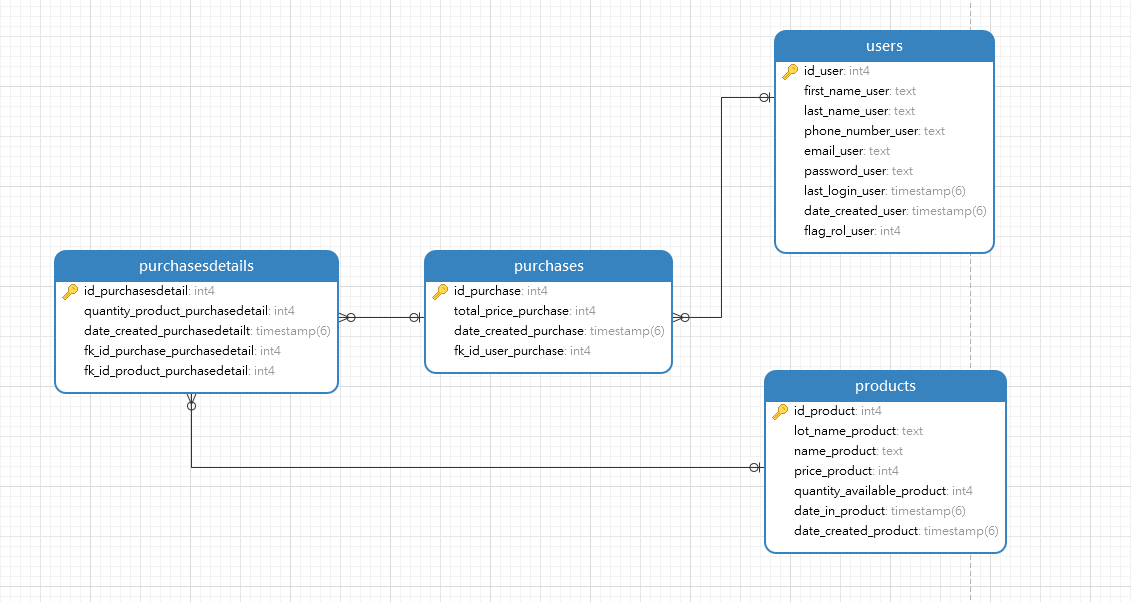 users
id_user: int4
first_name_user: text
last_name_user: text
phone_number_user: text
email_user: text
password_user: text
last_login_user: timestamp(6)
date_created_user: timestamp(6)
flag_rol_user: int4
purchasesdetails
id_purchasesdetail: int4
quantity_product_purchasedetail: int4
date_created_purchasedetailt: timestamp(6)
fk_id_purchase_purchasedetail: int4
fk_id_product_purchasedetail: int4
purchases
id_purchase: int4
total_price_purchase: int4
date_created_purchase: timestamp(6)
fk_id_user_purchase: int4
products
id_product: int4
lot_name_product: text
name_product: text
price_product: int4
quantity_available_product: int4
date_in_product: timestamp(6)
date_created_product: timestamp(6)